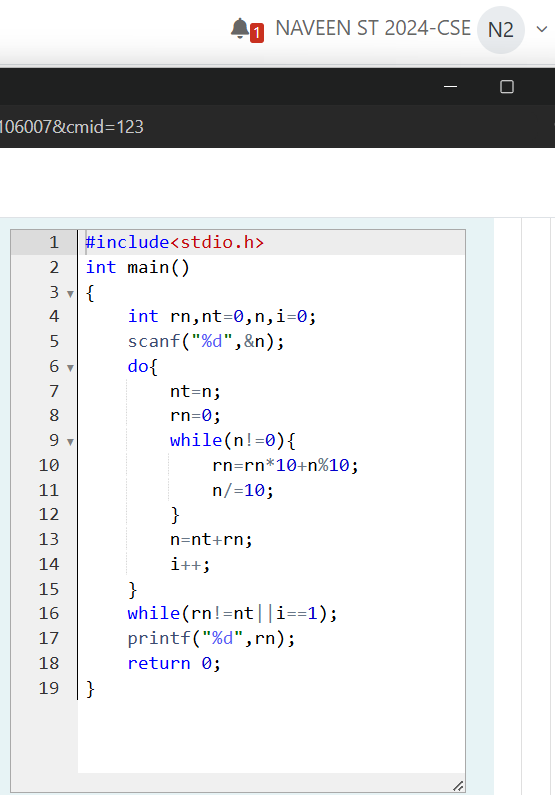 1 NAVEEN ST 2024-CSE N2
106007&cmid=123
1 #include<stdio.h>
2 int main()
3 {
4 int rn,nt=0,n,i=0;
5 scanf("%d",&n);
6 do{
7 nt=n;
8 rn=0;
9 while(n!=0){
10 rn=rn*10+n%10;
11 n/=10;
12 }
13 n=nt+rn;
14 i++;
15 }
16 while(rn!=nt||i==1);
17 printf("%d",rn);
18 return 0;
19 }